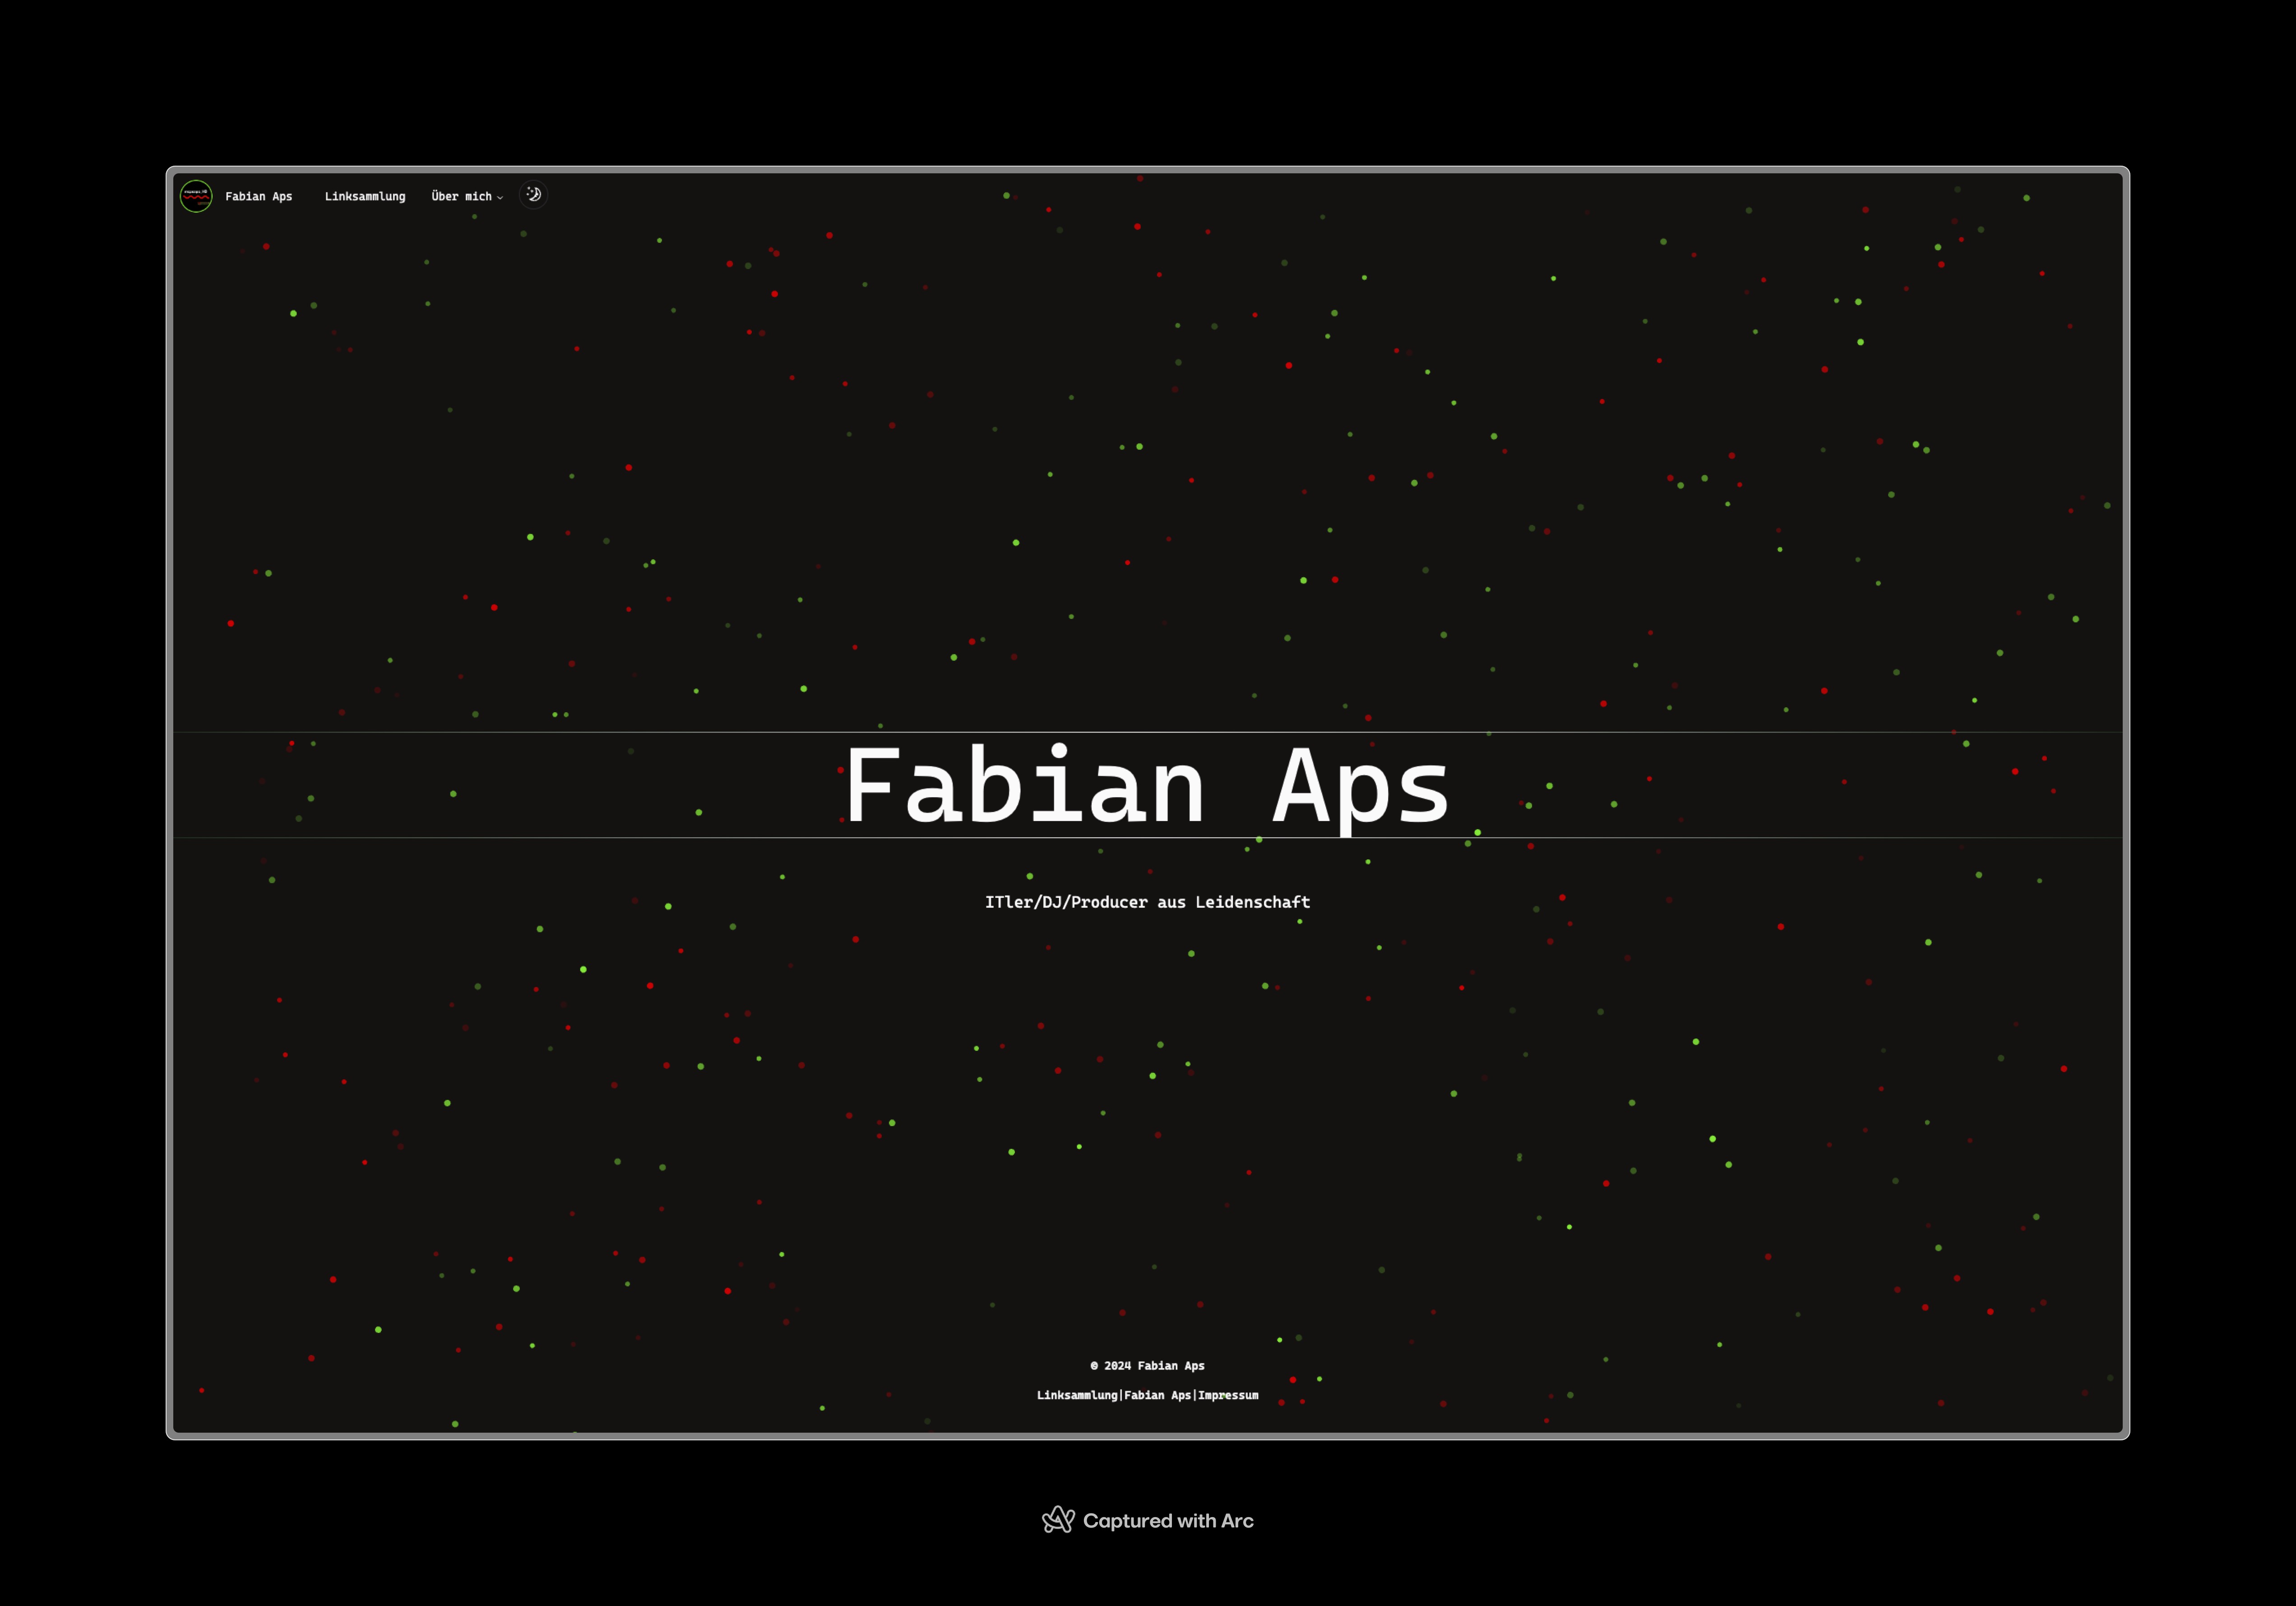 Fabian Aps Linksammlung Über mich
Fabian Aps
ITler/DJ/Producer aus Leidenschaft
© 2024 Fabian Aps
Linksammlung|Fabian Aps|Impressum
Captured with Arc